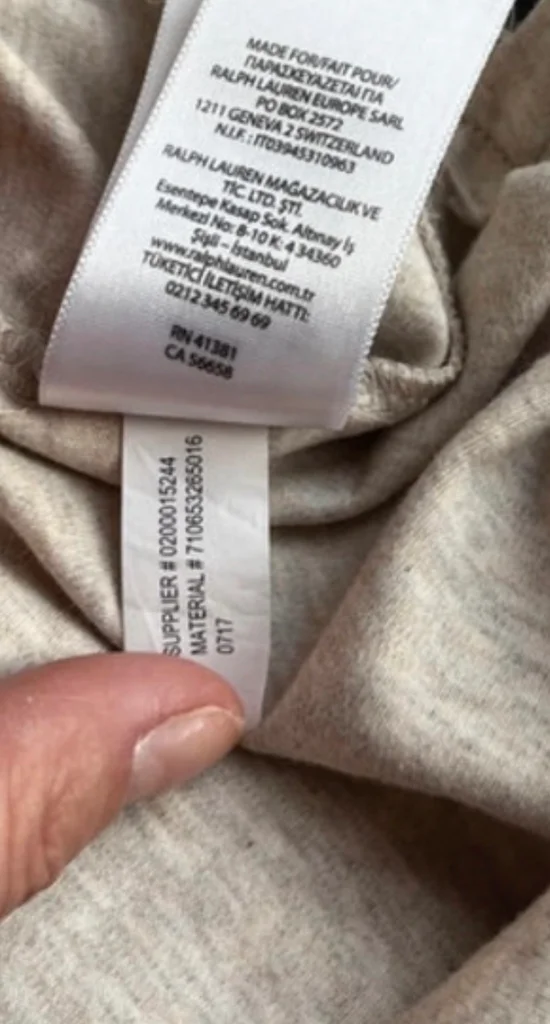 MADE FOR/FAIT POUR/
ΠΑΡΑΣΚΕΥΑΖΕΤΑΙ ΓΙΑ
RALPH LAUREN EUROPE SARL
PO BOX 2572
1211 GENEVA 2 SWITZERLAND
N.I.F. : IT03945310963
RALPH LAUREN MAĞAZACILIK VE
TİC. LTD. ŞTİ.
Esentepe Kasap Sok. Altınay İş
Merkezi No: 8-10 K: 4 34360
Şişli – İstanbul
www.ralphlauren.com.tr
TÜKETİCİ İLETİŞİM HATTI:
0212 345 69 69
RN 41381
CA 56658
SUPPLIER # 0200015244
MATERIAL # 710653265016
0717